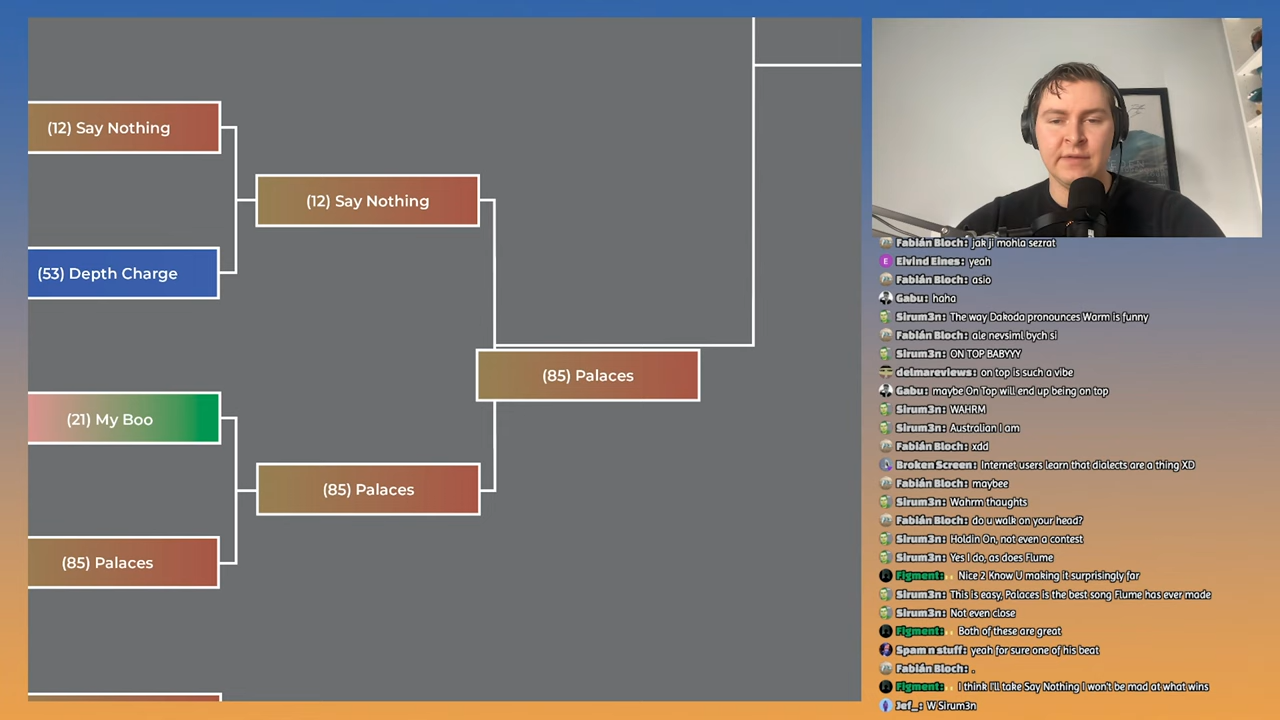 (12) Say Nothing
(12) Say Nothing
(53) Depth Charge
(85) Palaces
(21) My Boo
(85) Palaces
(85) Palaces
Fabián Bloch: jak ji mohla sezrat
Eivind Eines: yeah
Fabián Bloch: asio
Gabu: haha
Sirum3n: The way Dakoda pronounces Warm is funny
Fabián Bloch: ale nevsiml bych si
Sirum3n: ON TOP BABYYY
delmareviews: on top is such a vibe
Gabu: maybe On Top will end up being on top
Sirum3n: WAHRM
Sirum3n: Australian I am
Fabián Bloch: xdd
Broken Screen: Internet users learn that dialects are a thing XD
Fabián Bloch: maybee
Sirum3n: Wahrm thoughts
Fabián Bloch: do u walk on your head?
Sirum3n: Holdin On, not even a contest
Sirum3n: Yes I do, as does Flume
Figment: Nice 2 Know U making it surprisingly far
Sirum3n: This is easy, Palaces is the best song Flume has ever made
Sirum3n: Not even close
Figment: Both of these are great
Spam n stuff: yeah for sure one of his beat
Fabián Bloch: .
Figment: I think I'll take Say Nothing I won't be mad at what wins
Jef_: W Sirum3n